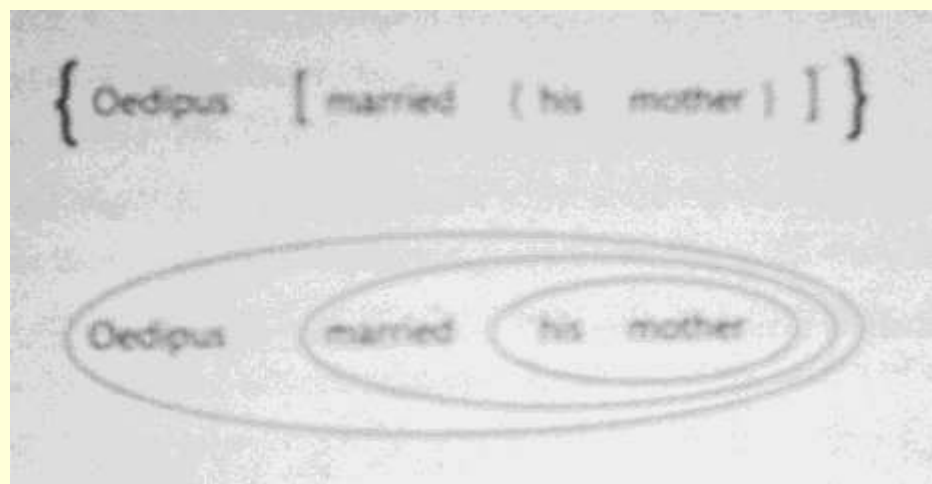 { Oedipus [ married ( his mother ) ] }
Oedipus married his mother